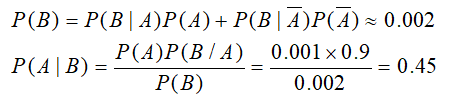 P(B) = P(B | A)P(A) + P(B | A̅)P(A̅) ≈ 0.002
P(A | B) = P(A)P(B / A) / P(B) = 0.001 × 0.9 / 0.002 = 0.45